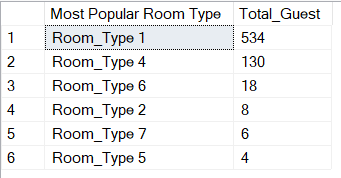 Most Popular Room Type Total_Guest
1 Room_Type 1 534
2 Room_Type 4 130
3 Room_Type 6 18
4 Room_Type 2 8
5 Room_Type 7 6
6 Room_Type 5 4